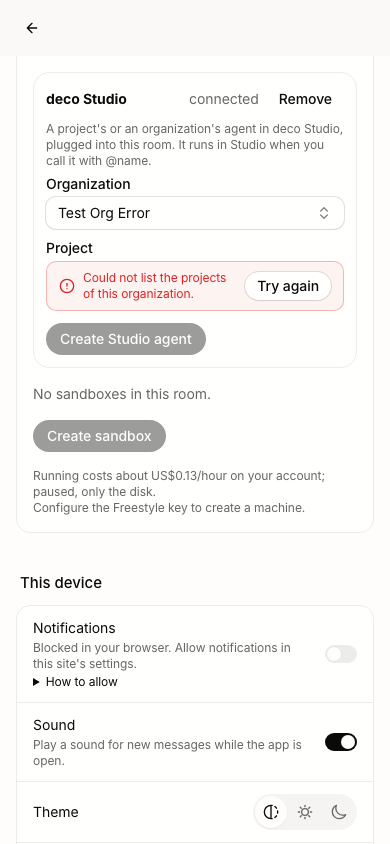 deco Studio
connected
Remove
A project's or an organization's agent in deco Studio,
plugged into this room. It runs in Studio when you
call it with @name.
Organization
Test Org Error
Project
Could not list the projects
of this organization.
Try again
Create Studio agent
No sandboxes in this room.
Create sandbox
Running costs about US$0.13/hour on your account;
paused, only the disk.
Configure the Freestyle key to create a machine.
This device
Notifications
Blocked in your browser. Allow notifications in
this site's settings.
How to allow
Sound
Play a sound for new messages while the app is
open.
Theme